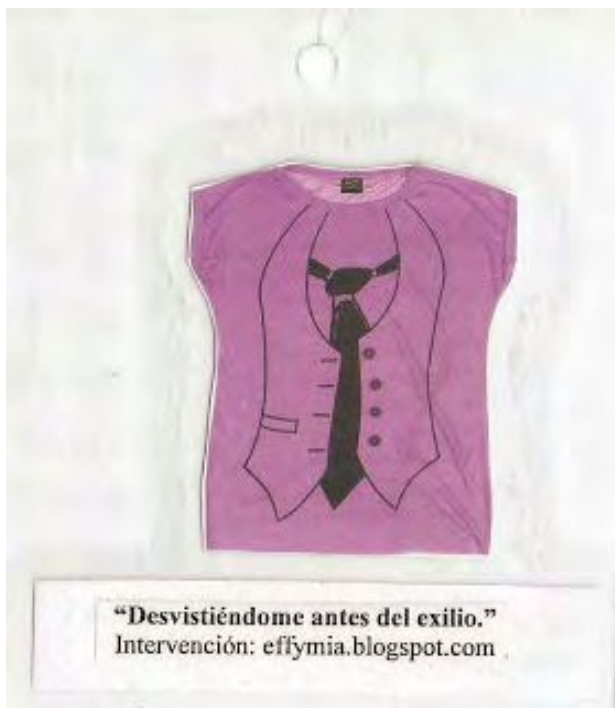 “Desvistiéndome antes del exilio.”
Intervención: effymia.blogspot.com